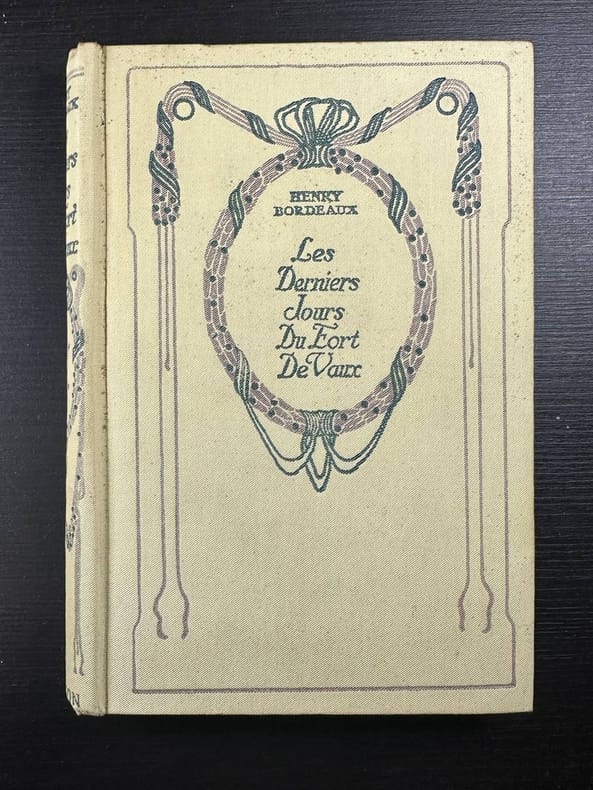 HENRY
BORDEAUX
Les
Derniers
Jours
Du Fort
De Vaux